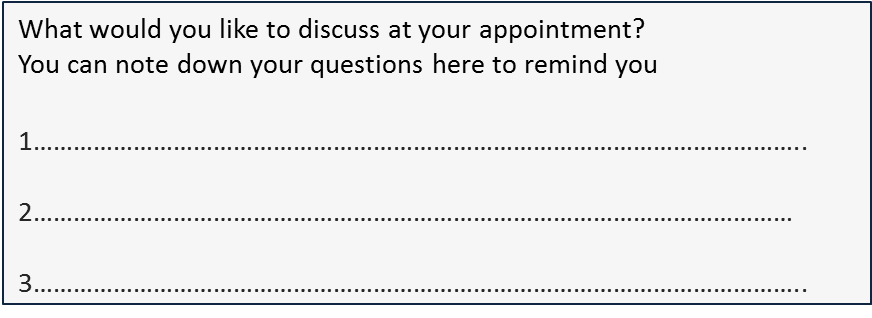 What would you like to discuss at your appointment?
You can note down your questions here to remind you
1……………………………………………………………………………………………………..
2…………………………………………………………………………………………………….
3……………………………………………………………………………………………………..